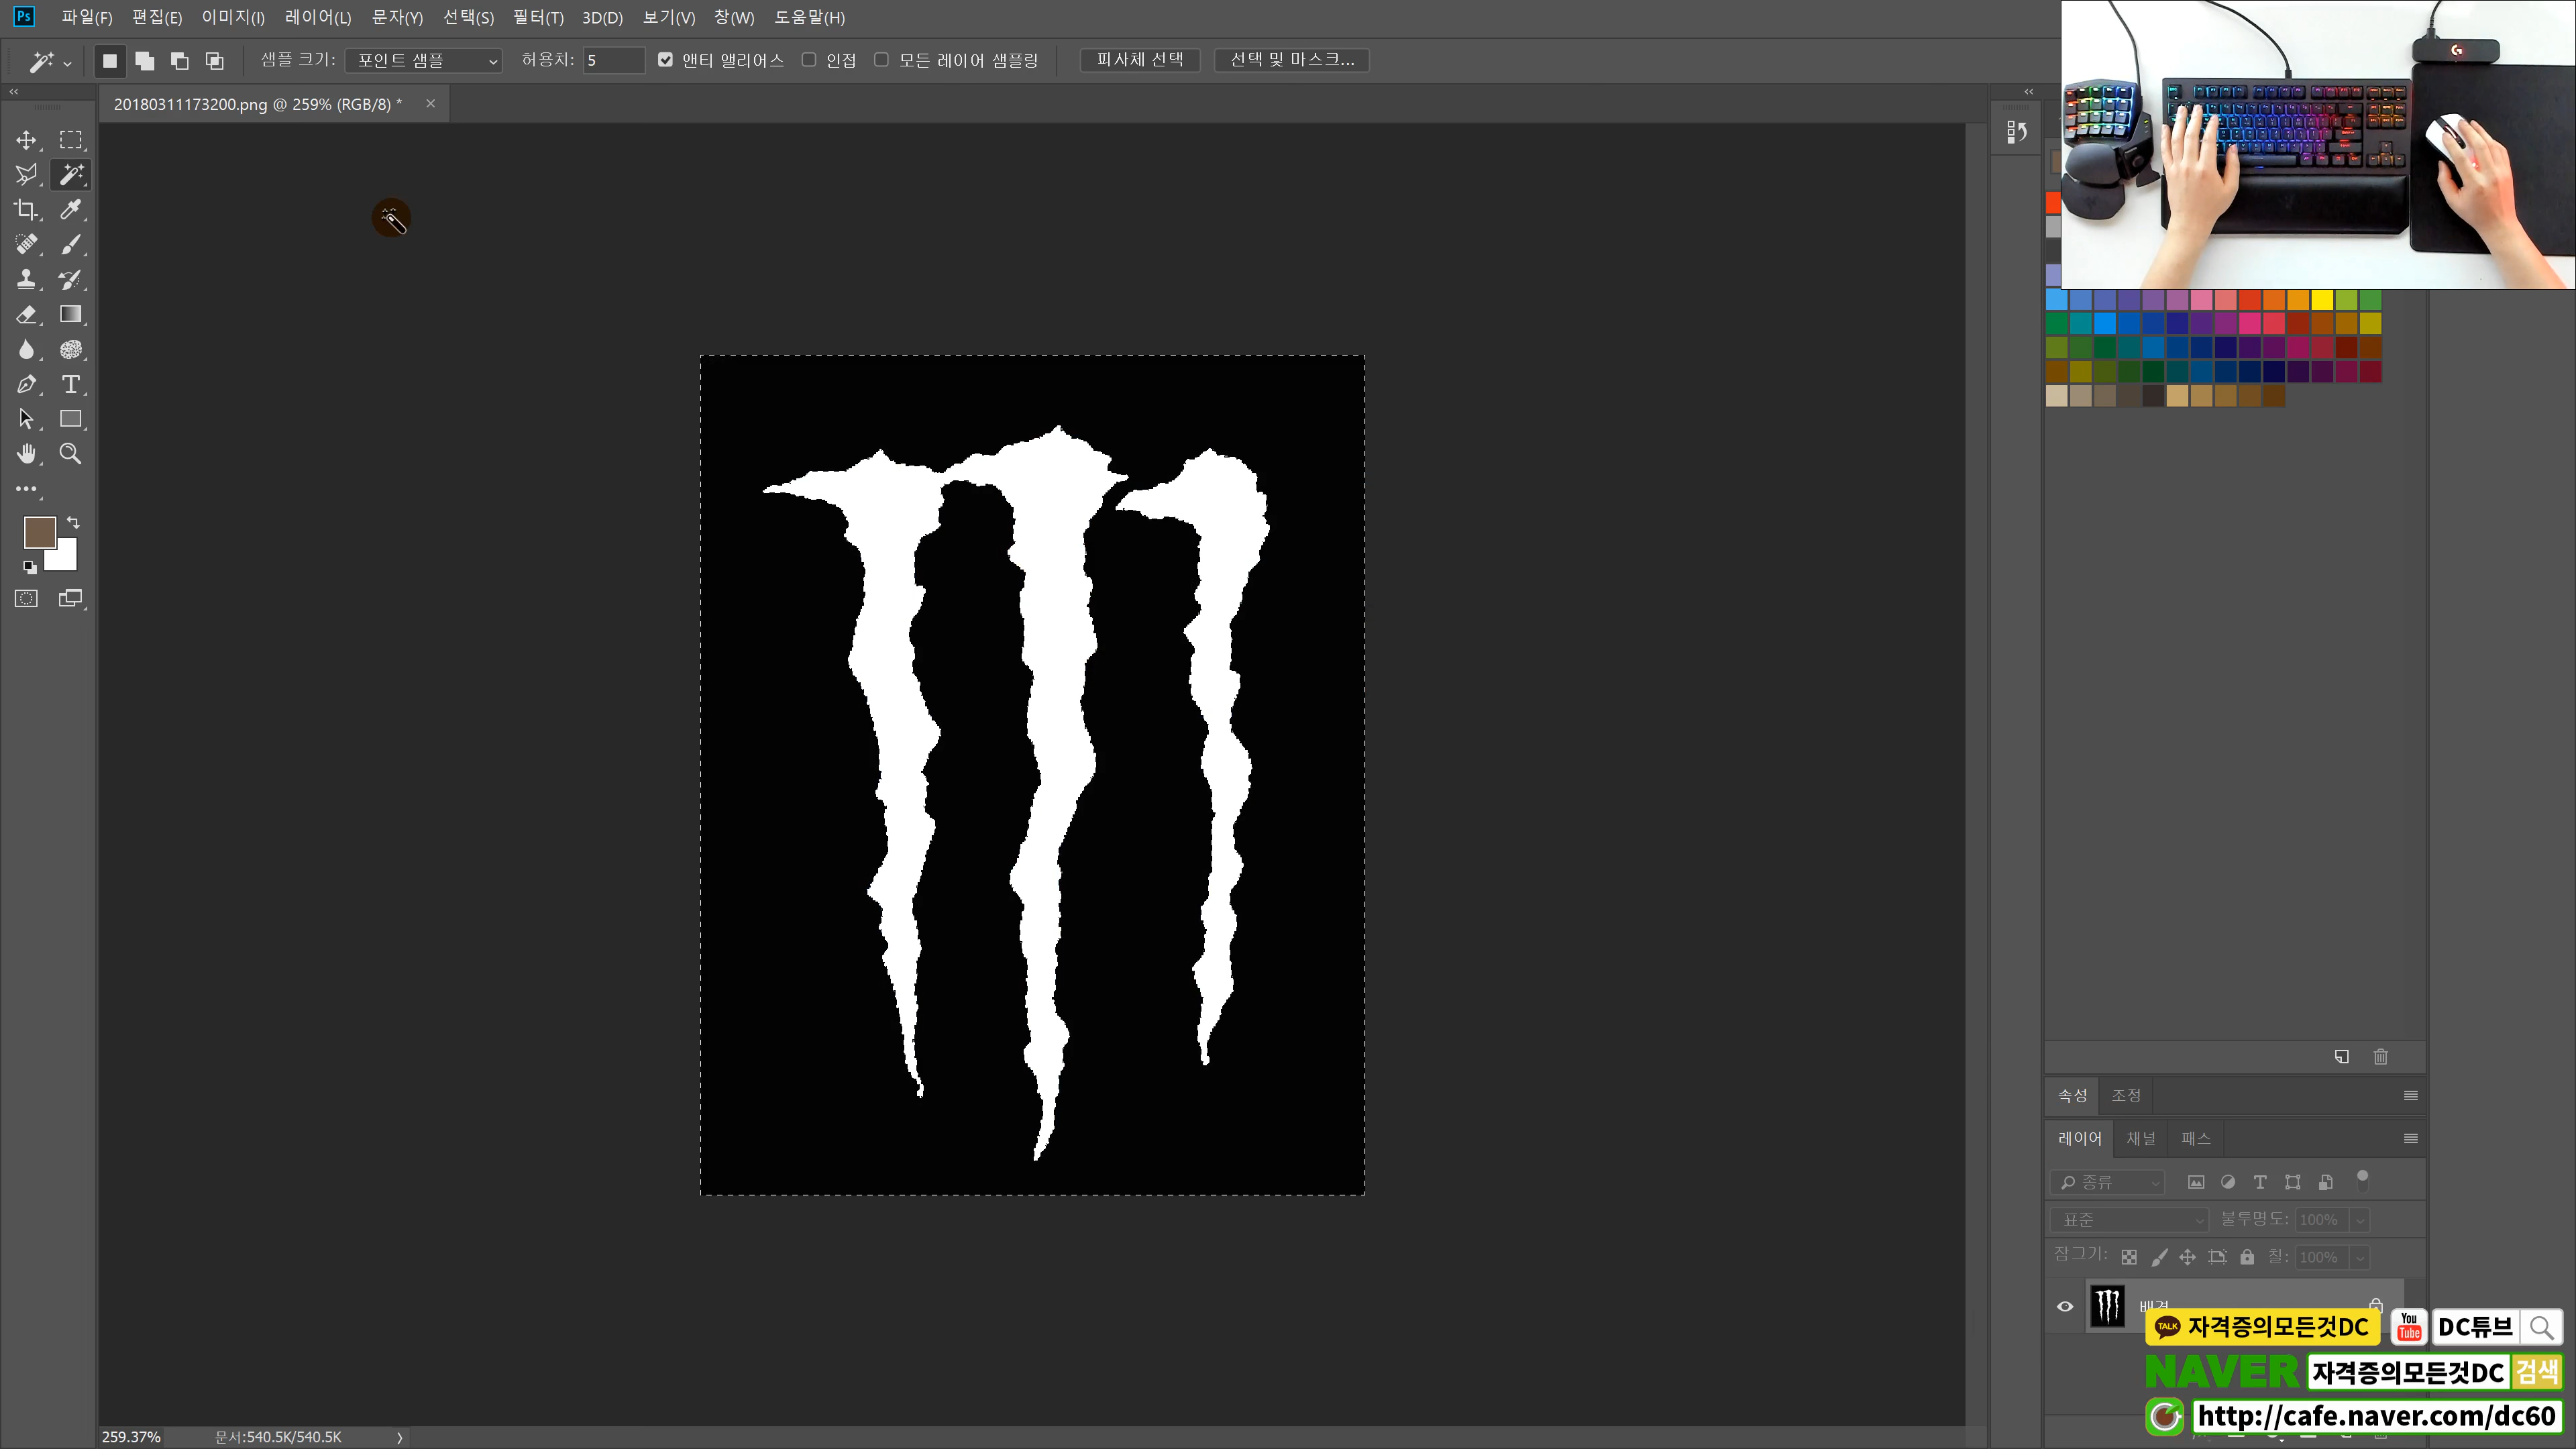 Ps 파일(F) 편집(E) 이미지(I) 레이어(L) 문자(Y) 선택(S) 필터(T) 3D(D) 보기(V) 창(W) 도움말(H)
샘플 크기: 포인트 샘플 허용치: 5 앤티 앨리어스 인접 모든 레이어 샘플링 피사체 선택 선택 및 마스크...
20180311173200.png @ 259% (RGB/8) *
속성 조정
레이어 채널 패스
종류
표준 불투명도: 100%
잠그기: 칠: 100%
배경
TALK 자격증의모든것DC You Tube DC튜브
NAVER 자격증의모든것DC 검색
http://cafe.naver.com/dc60
259.37% 문서:540.5K/540.5K